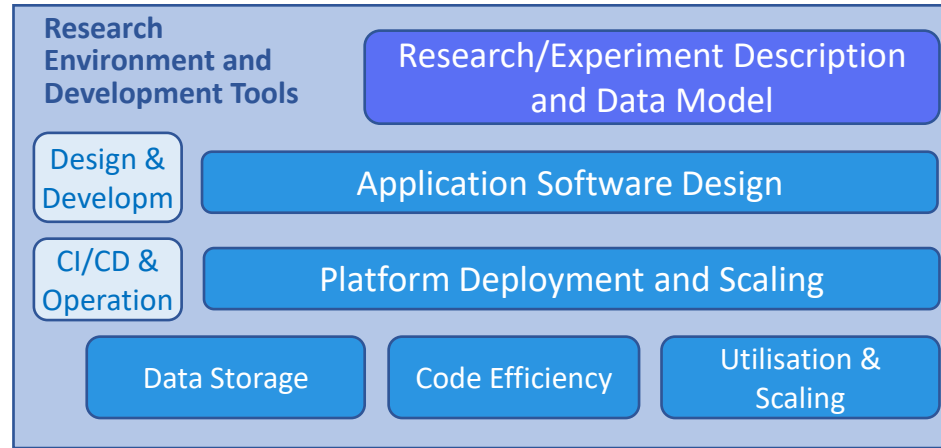 Research
Environment and
Development Tools
Research/Experiment Description
and Data Model
Design &
Developm
Application Software Design
CI/CD &
Operation
Platform Deployment and Scaling
Data Storage
Code Efficiency
Utilisation &
Scaling